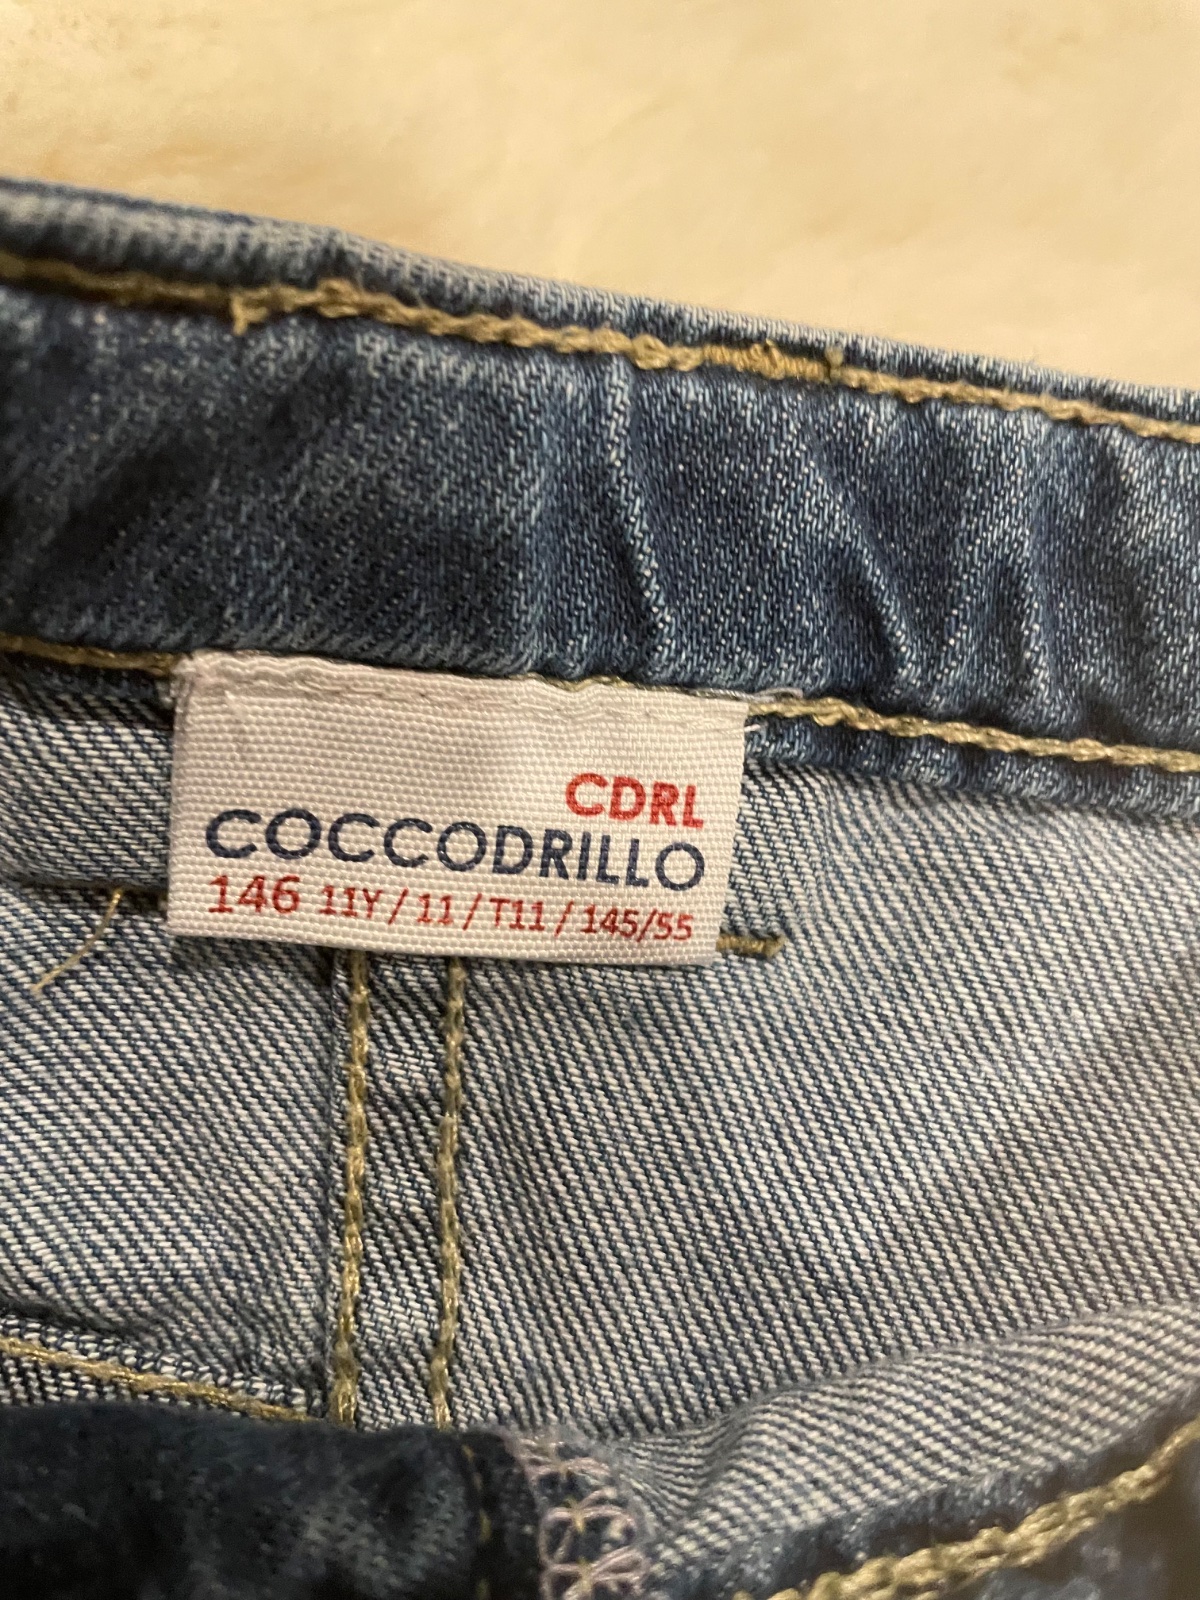 CDRL
COCCODRILLO
146 11Y / 11 / T11 / 145/55